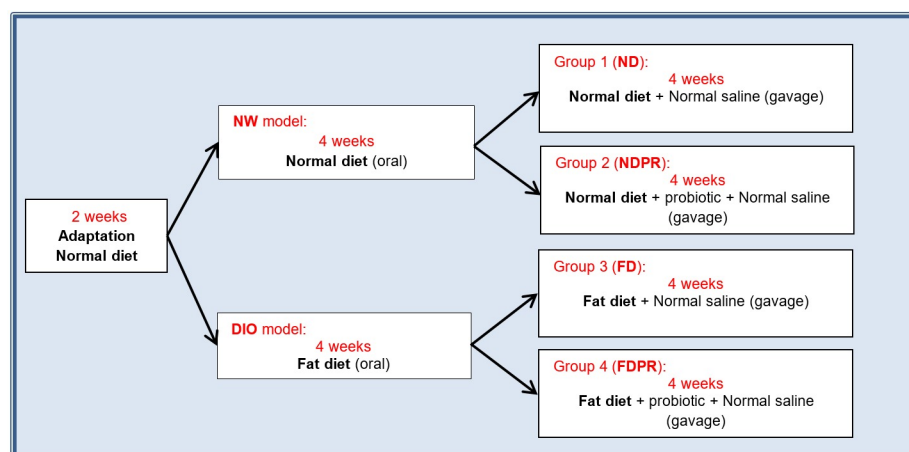 2 weeks
Adaptation
Normal diet
NW model:
4 weeks
Normal diet (oral)
DIO model:
4 weeks
Fat diet (oral)
Group 1 (ND):
4 weeks
Normal diet + Normal saline (gavage)
Group 2 (NDPR):
4 weeks
Normal diet + probiotic + Normal saline
(gavage)
Group 3 (FD):
4 weeks
Fat diet + Normal saline (gavage)
Group 4 (FDPR):
4 weeks
Fat diet + probiotic + Normal saline
(gavage)